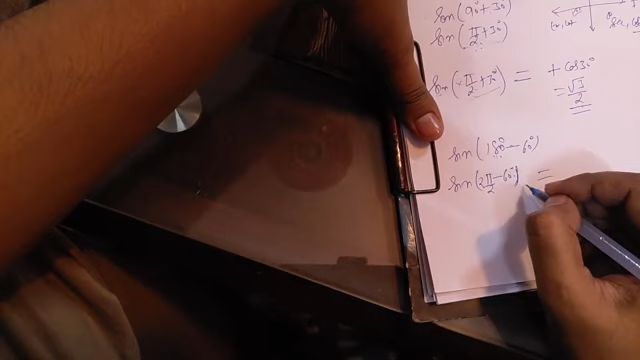 sin(90°+30°)
sin(π/2+30°)
sin(π/2+30°) = +cos30°
= √3/2
sin(180°-60°)
sin(2π/2-60°) =